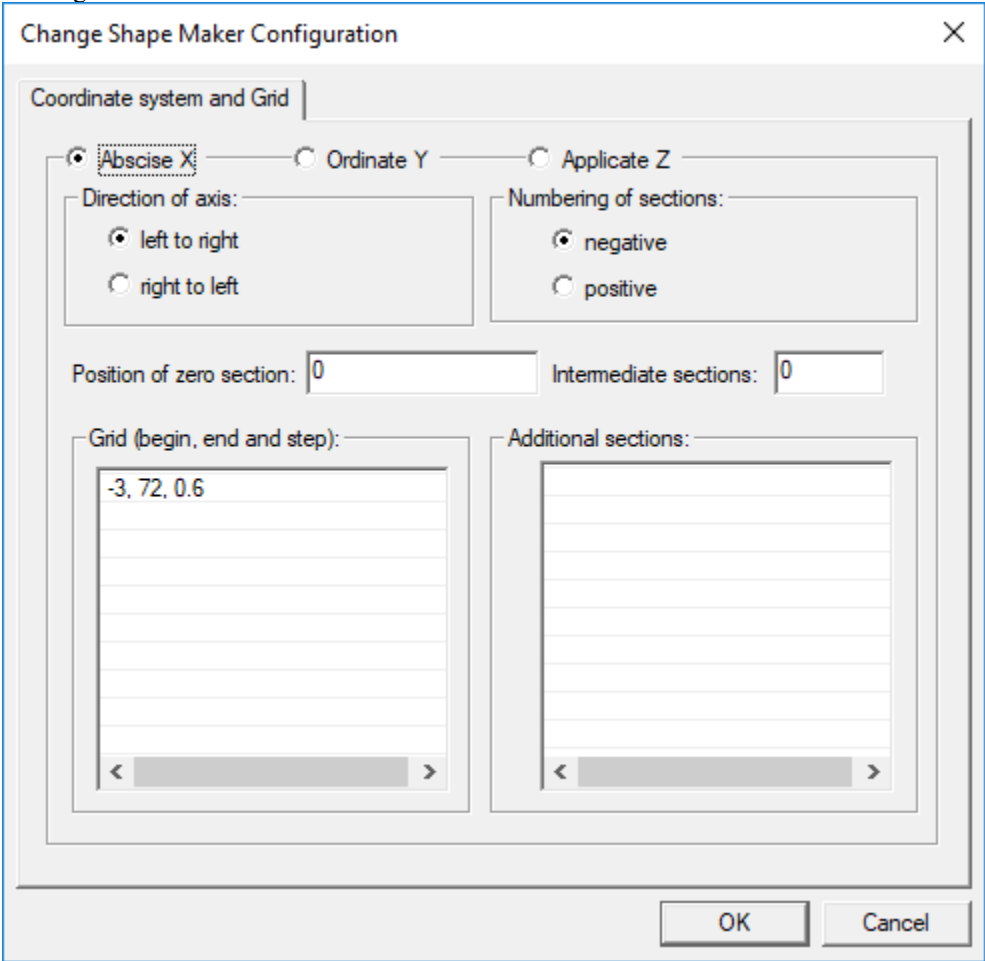 Change Shape Maker Configuration
Coordinate system and Grid
Abscise X Ordinate Y Applicate Z
Direction of axis:
left to right
right to left
Numbering of sections:
negative
positive
Position of zero section: 0 Intermediate sections: 0
Grid (begin, end and step):
-3, 72, 0.6
Additional sections:
OK Cancel